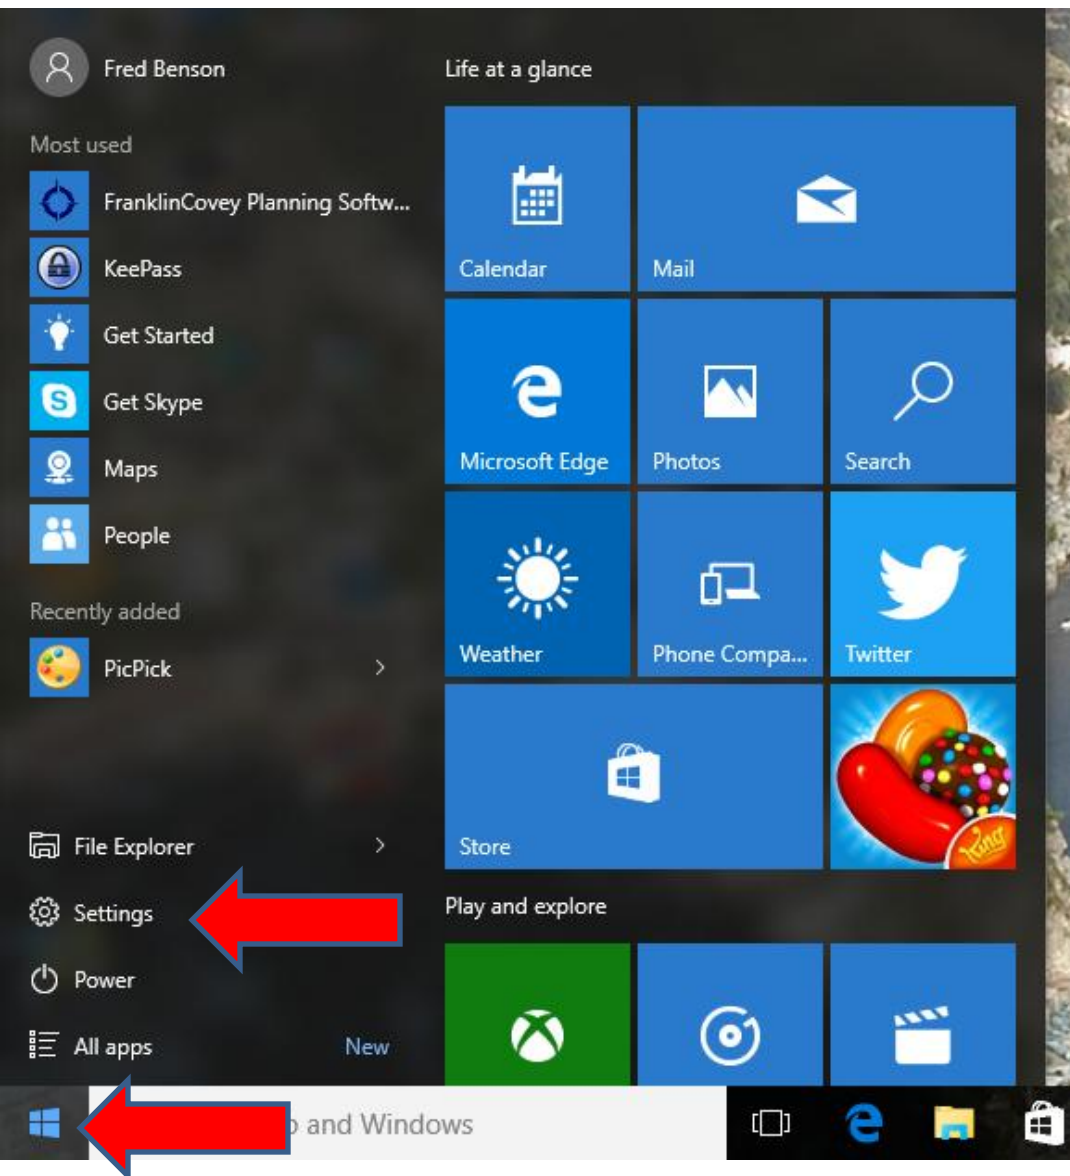 Fred Benson
Most used
FranklinCovey Planning Softw...
KeePass
Get Started
Get Skype
Maps
People
Recently added
PicPick
File Explorer
Settings
Power
All apps New
Life at a glance
Calendar
Mail
Microsoft Edge
Photos
Search
Weather
Phone Compa...
Twitter
Store
King
Play and explore
and Windows